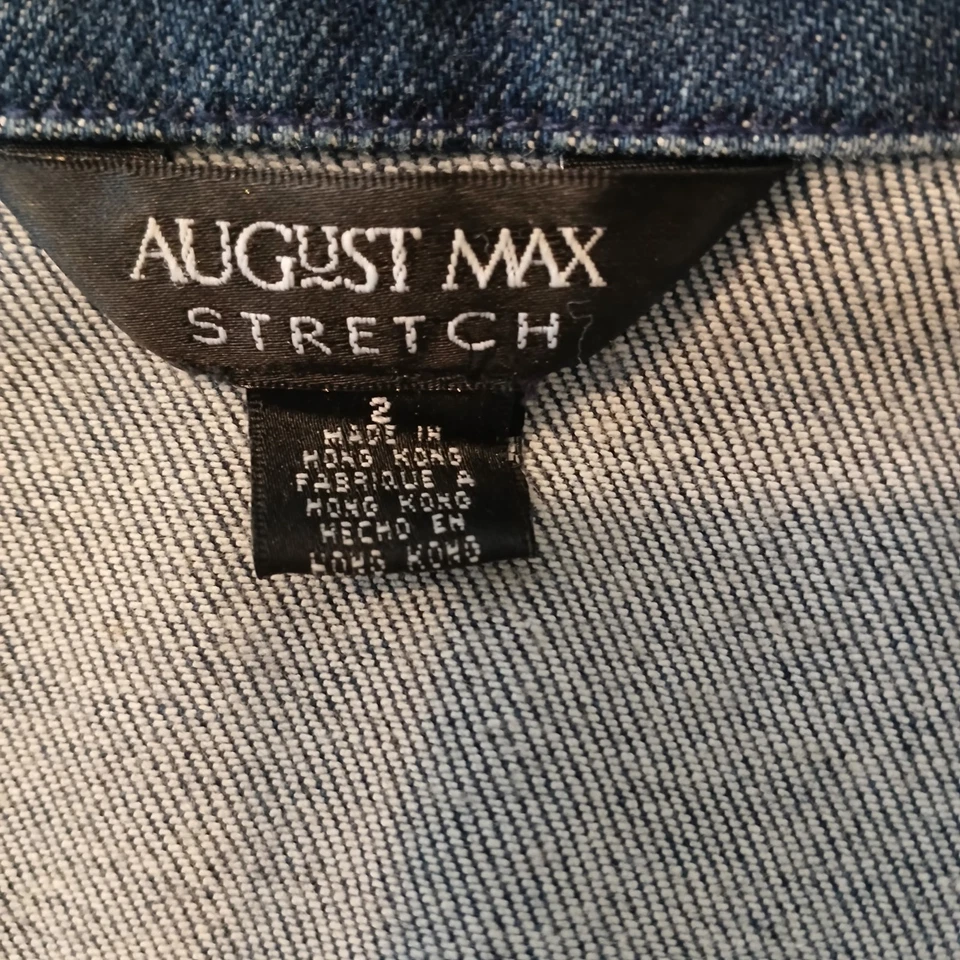 AUGUST MAX
STRETCH
2
MADE IN
HONG KONG
FABRIQUE A
HONG KONG
HECHO EN
HONG KONG